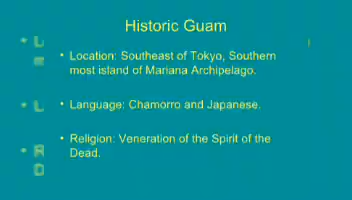 Historic Guam
• Location: Southeast of Tokyo, Southern
most island of Mariana Archipelago.
• Language: Chamorro and Japanese.
• Religion: Veneration of the Spirit of the
Dead.